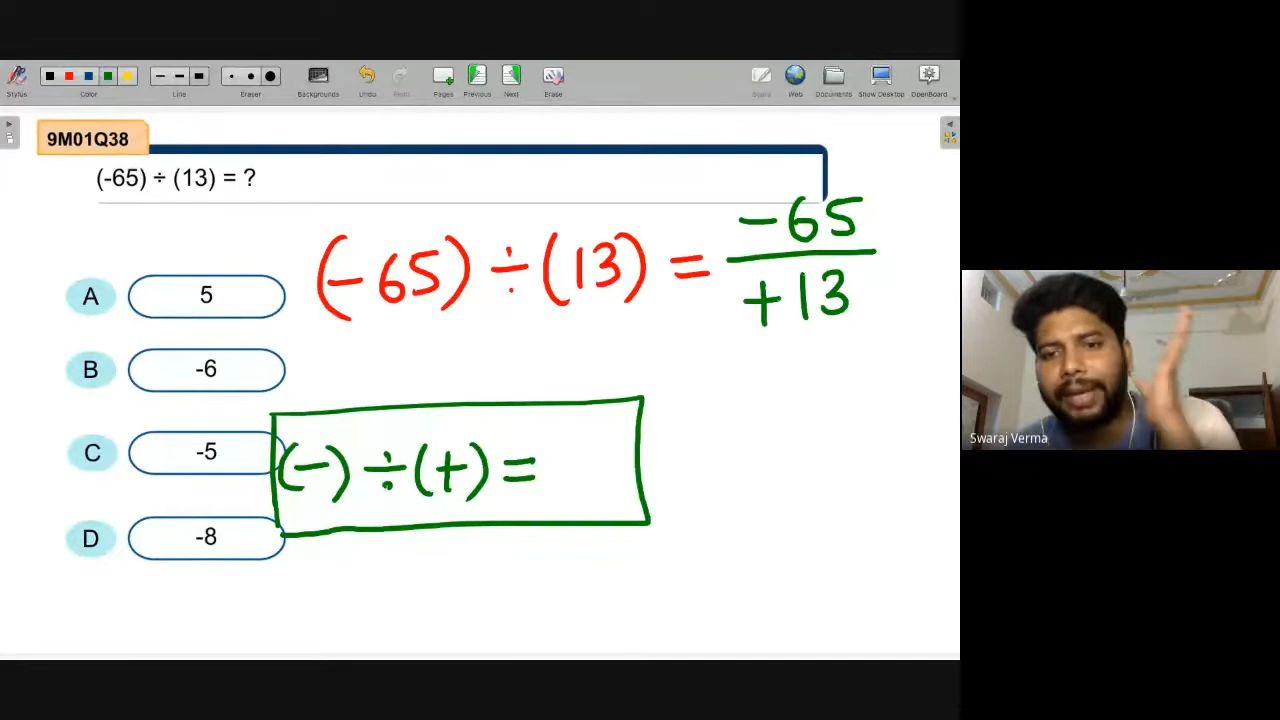 Stylus Color Line Eraser Backgrounds Undo Redo Pages Previous Next Erase Board Web Documents Show Desktop OpenBoard
9M01Q38
(-65) ÷ (13) = ?
(-65) ÷ (13) = -65 / +13
A 5
B -6
C -5
(-) ÷ (+) =
D -8
Swaraj Verma